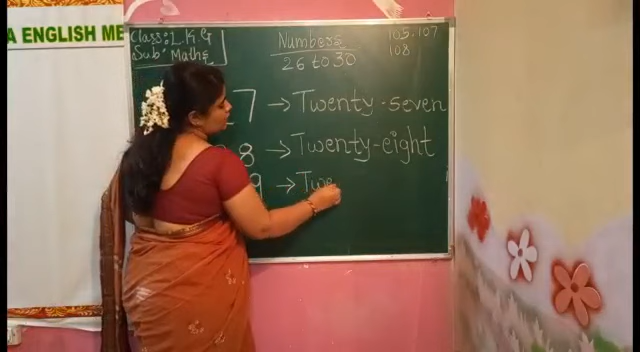 ENGLISH ME
Class: LKG
Sub: Maths
Numbers
26 to 30
105, 107
108
7 → Twenty-seven
8 → Twenty-eight
9 → Twe